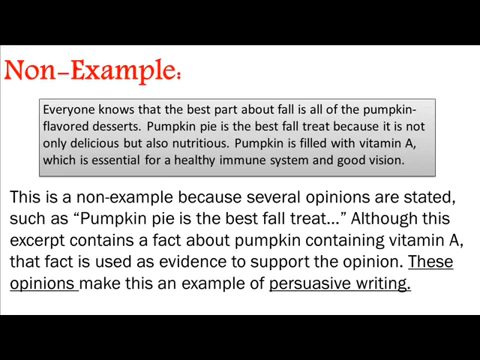 Non-Example:
Everyone knows that the best part about fall is all of the pumpkin-
flavored desserts. Pumpkin pie is the best fall treat because it is not
only delicious but also nutritious. Pumpkin is filled with vitamin A,
which is essential for a healthy immune system and good vision.
This is a non-example because several opinions are stated,
such as “Pumpkin pie is the best fall treat…” Although this
excerpt contains a fact about pumpkin containing vitamin A,
that fact is used as evidence to support the opinion. These
opinions make this an example of persuasive writing.